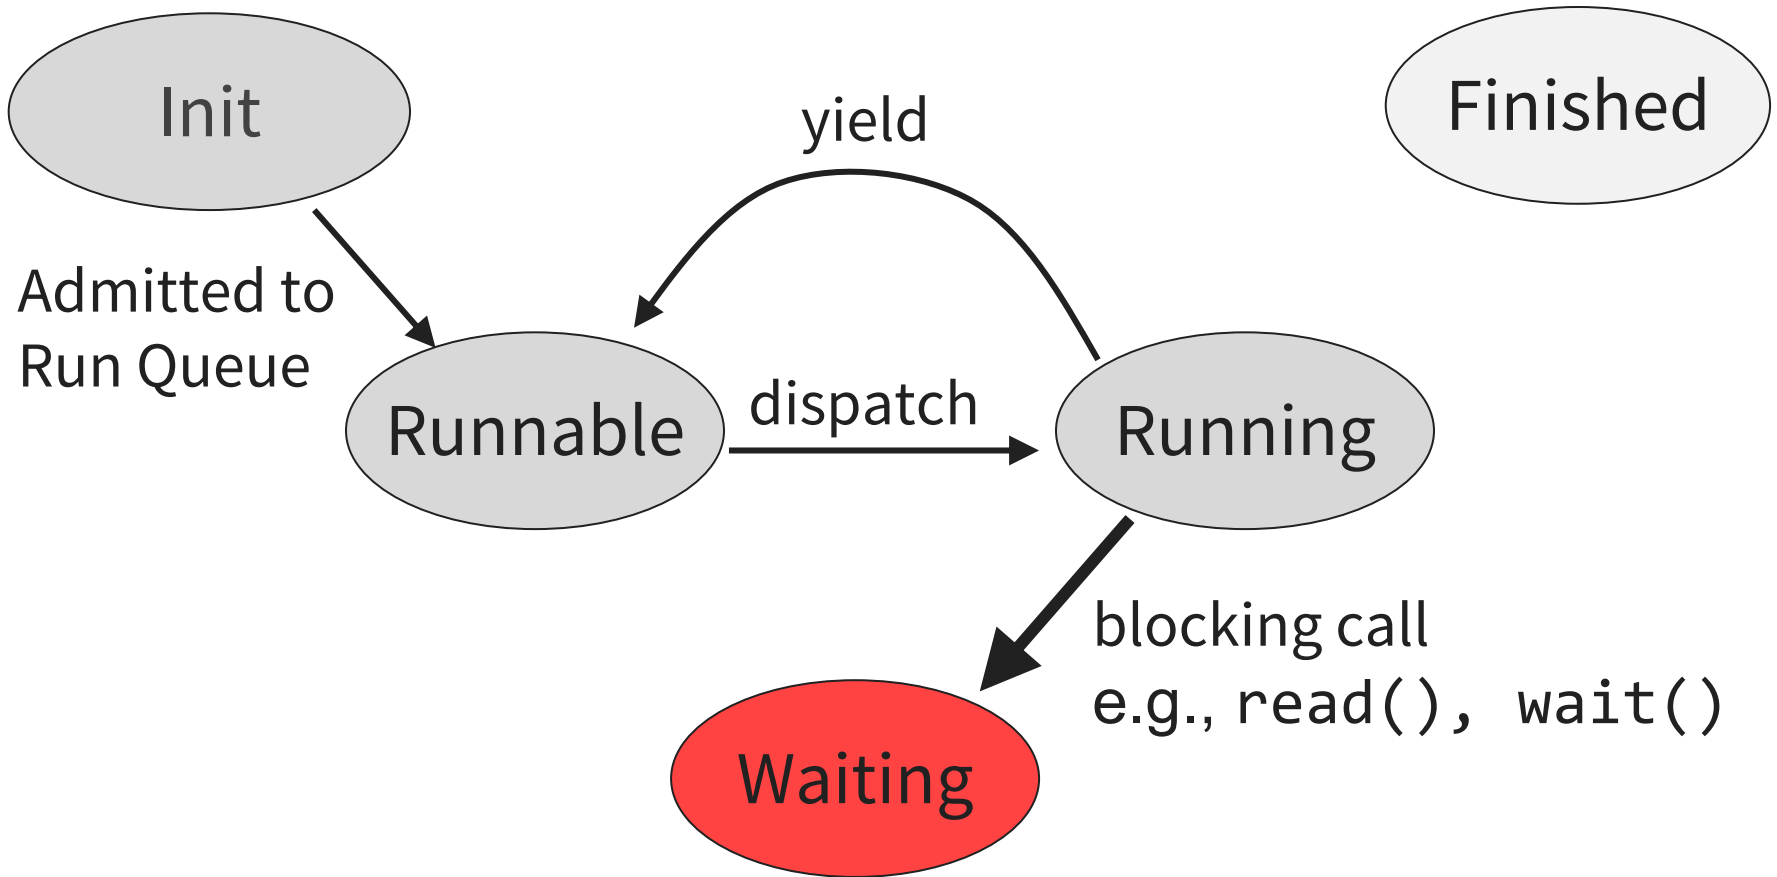 Init
Finished
yield
Admitted to
Run Queue
dispatch
Runnable
Running
blocking call
e.g., read(), wait()
Waiting